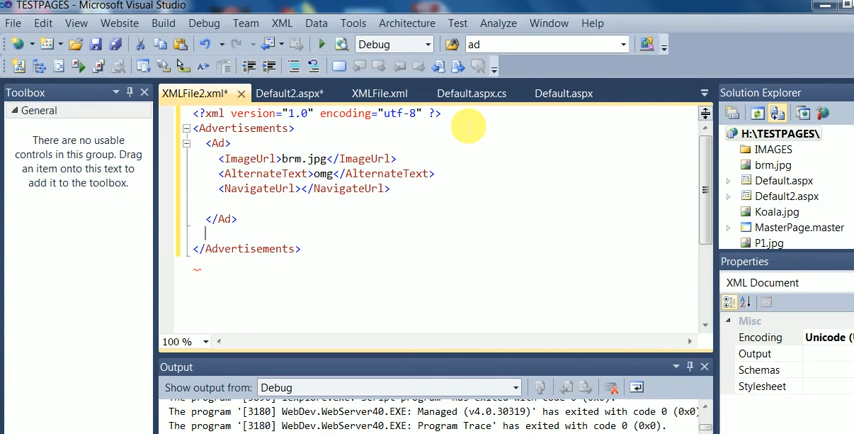 TESTPAGES - Microsoft Visual Studio
File Edit View Website Build Debug Team XML Data Tools Architecture Test Analyze Window Help
Debug ad
Toolbox
General
There are no usable
controls in this group. Drag
an item onto this text to
add it to the toolbox.
XMLFile2.xml* Default2.aspx* XMLFile.xml Default.aspx.cs Default.aspx
<?xml version="1.0" encoding="utf-8" ?>
<Advertisements>
<Ad>
<ImageUrl>brm.jpg</ImageUrl>
<AlternateText>omg</AlternateText>
<NavigateUrl></NavigateUrl>
</Ad>
</Advertisements>
100 %
Output
Show output from: Debug
The program '[3180] WebDev.WebServer40.EXE: Managed (v4.0.30319)' has exited with code 0 (0x0)
The program '[3180] WebDev.WebServer40.EXE: Program Trace' has exited with code 0 (0x0).
Solution Explorer
H:\TESTPAGES\
IMAGES
brm.jpg
Default.aspx
Default2.aspx
Koala.jpg
MasterPage.master
P1.jpg
Properties
XML Document
Misc
Encoding Unicode (U
Output
Schemas
Stylesheet